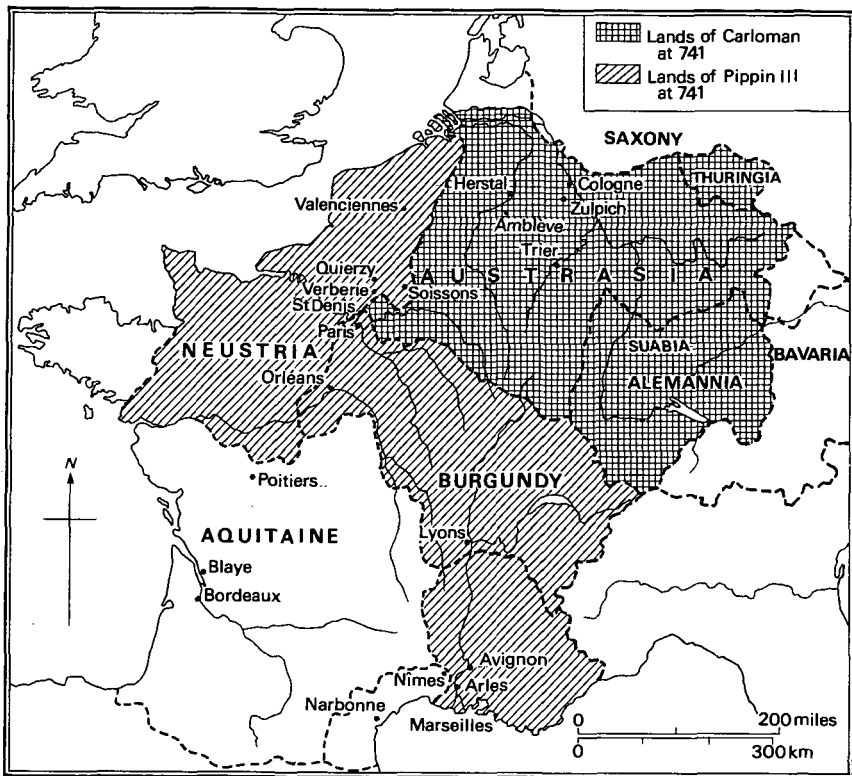 Lands of Carloman
at 741
Lands of Pippin III
at 741
SAXONY
THURINGIA
Herstal
Cologne
Zulpich
Valenciennes
Amblève
Trier
AUSTRASIA
Quierzy
Verberie
Soissons
St Denis
Paris
NEUSTRIA
SUABIA
BAVARIA
ALEMANNIA
Orléans
N
Poitiers..
BURGUNDY
AQUITAINE
Lyons
Blaye
Bordeaux
Avignon
Nîmes
Arles
Narbonne
Marseilles
0 200 miles
0 300 km